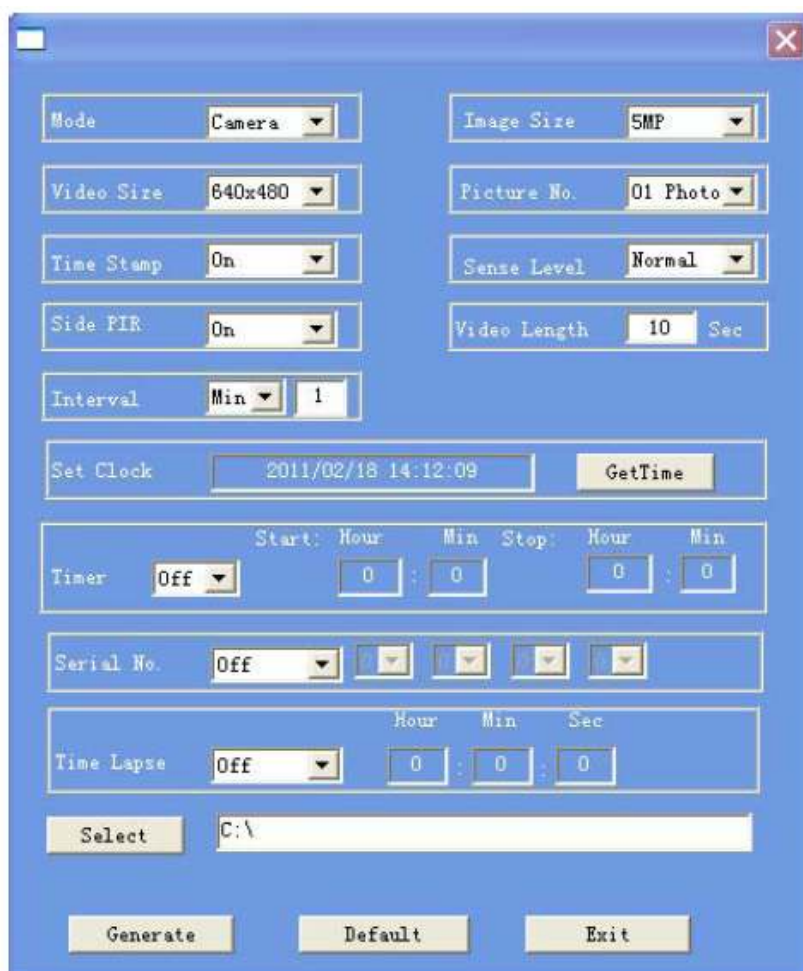 Mode Camera Image Size 5MP
Video Size 640x480 Picture No. 01 Photo
Time Stamp On Sense Level Normal
Side PIR On Video Length 10 Sec
Interval Min 1
Set Clock 2011/02/18 14:12:09 GetTime
Start: Hour Min Stop: Hour Min
Timer Off 0 : 0 0 : 0
Serial No. Off
Hour Min Sec
Time Lapse Off 0 : 0 : 0
Select C:\
Generate Default Exit